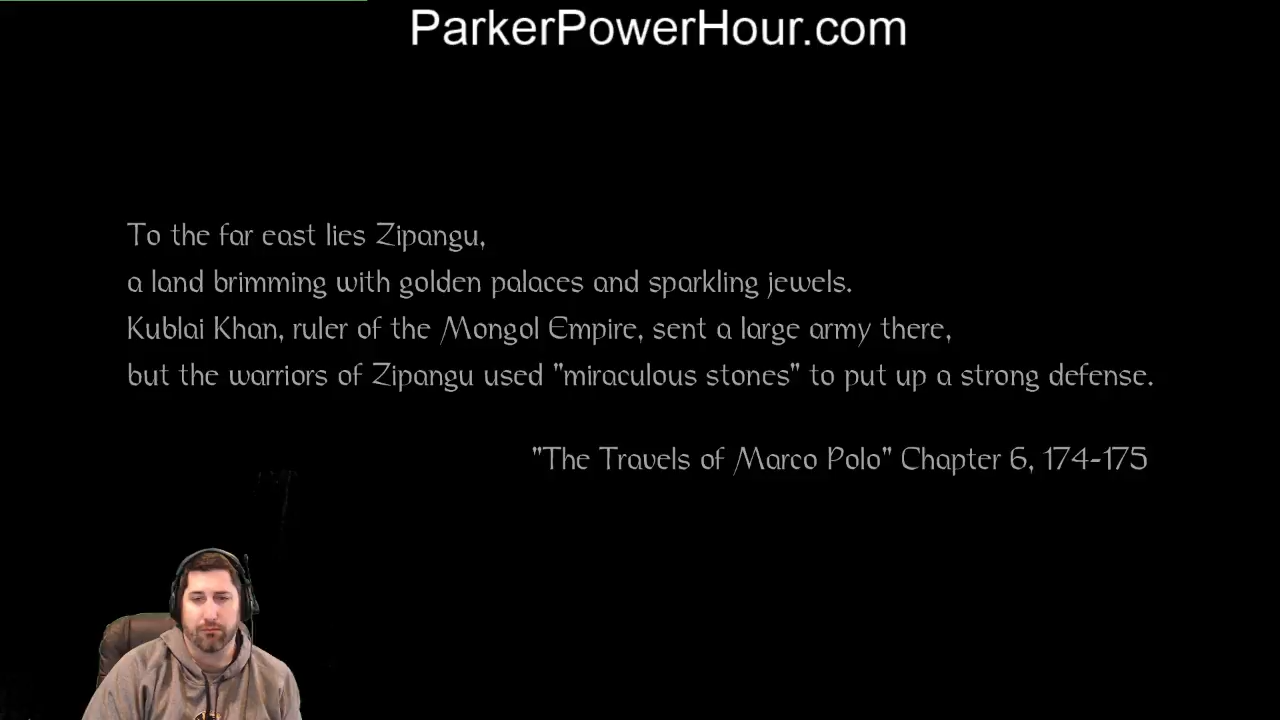 ParkerPowerHour.com
To the far east lies Zipangu,
a land brimming with golden palaces and sparkling jewels.
Kublai Khan, ruler of the Mongol Empire, sent a large army there,
but the warriors of Zipangu used "miraculous stones" to put up a strong defense.
"The Travels of Marco Polo" Chapter 6, 174-175